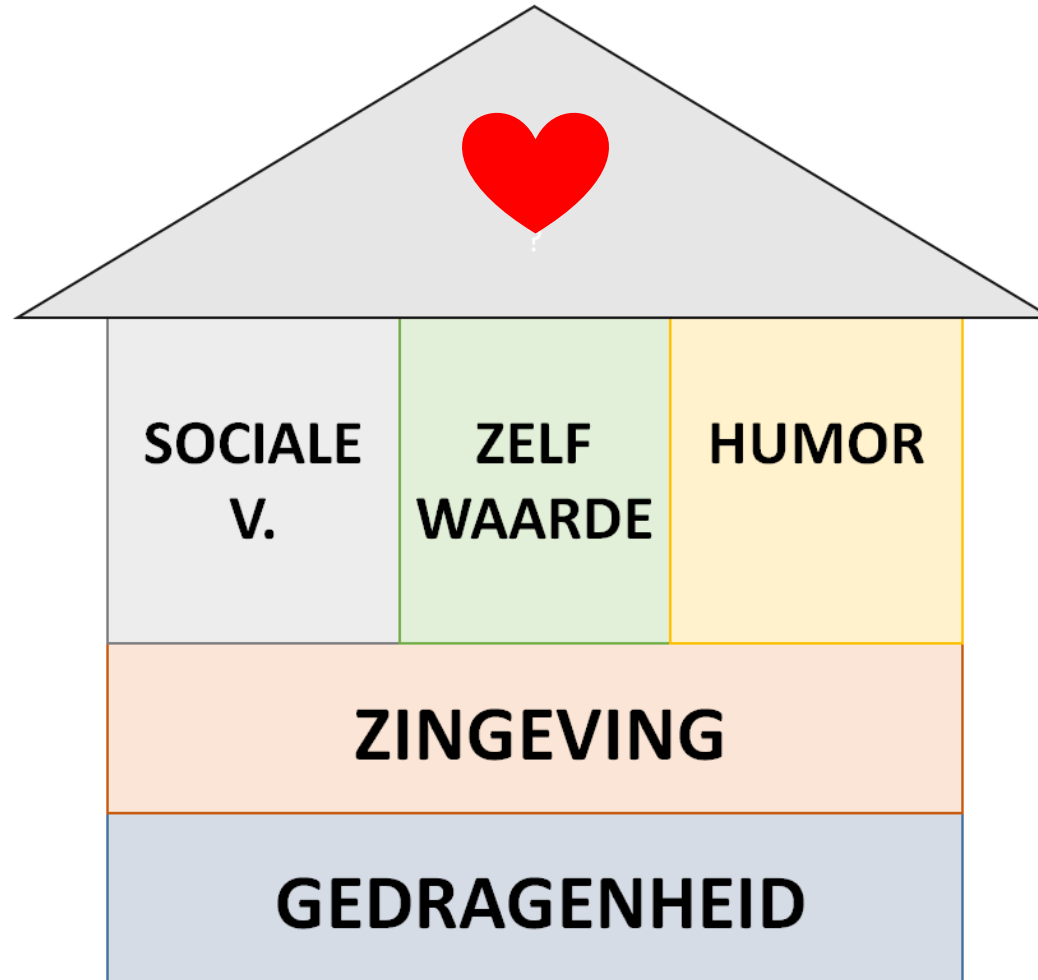 ?
SOCIALE
V.
ZELF
WAARDE
HUMOR
ZINGEVING
GEDRAGENHEID